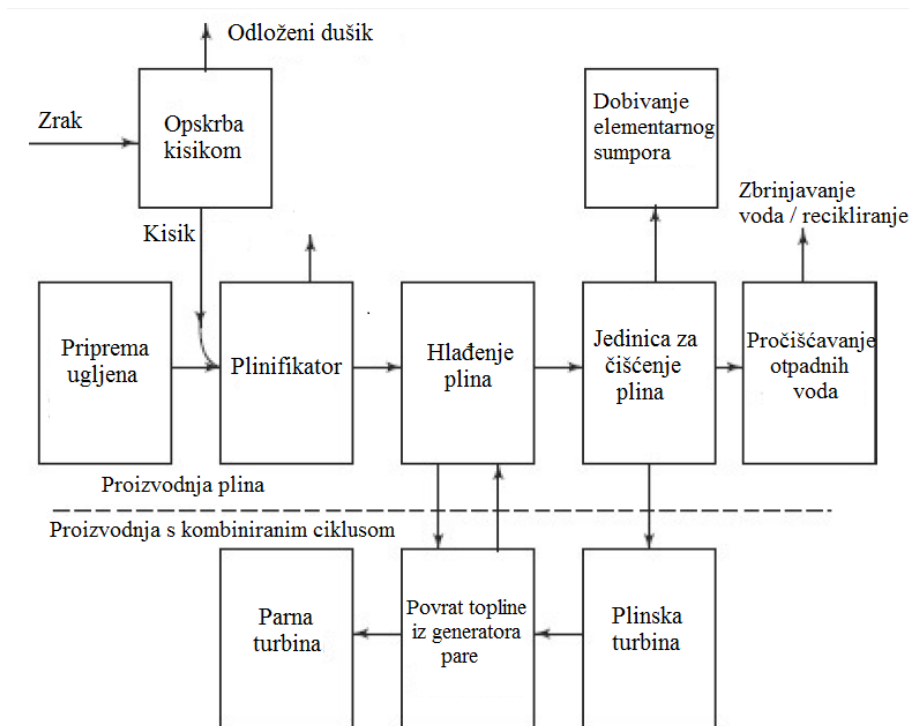 Odloženi dušik
Zrak
Opskrba
kisikom
Dobivanje
elementarnog
sumpora
Zbrinjavanje
voda / recikliranje
Kisik
Priprema
ugljena
Plinifikator
Hlađenje
plina
Jedinica za
čišćenje
plina
Pročišćavanje
otpadnih
voda
Proizvodnja plina
Proizvodnja s kombiniranim ciklusom
Parna
turbina
Povrat topline
iz generatora
pare
Plinska
turbina